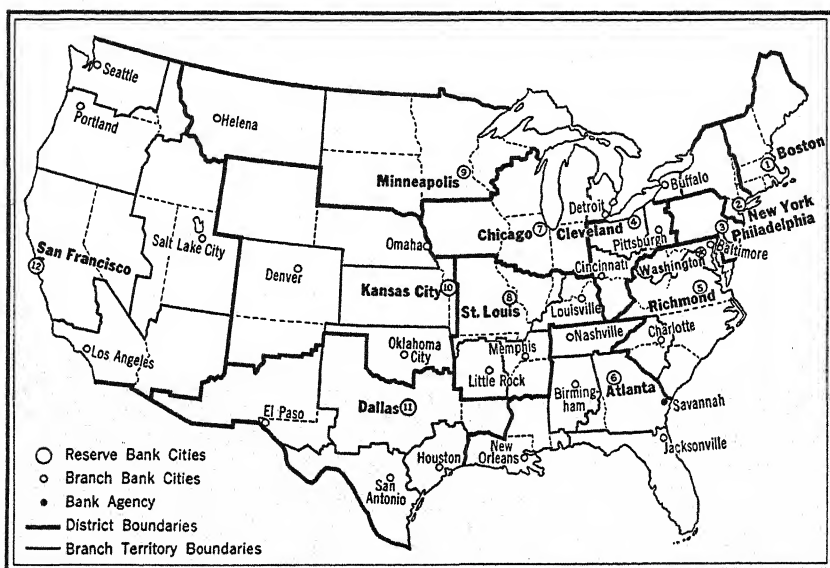 Seattle
Portland
Helena
Minneapolis 9
Boston
1
Buffalo
Detroit
2
New York
Chicago 7
Cleveland
4
Pittsburgh
3
Philadelphia
Baltimore
Washington
Salt Lake City
San Francisco
12
Omaha
Denver
Kansas City
10
St. Louis
8
Cincinnati
Louisville
5
Richmond
Los Angeles
Oklahoma
City
Memphis
Nashville
Charlotte
Little Rock
Birming-
ham
6
Atlanta
Savannah
El Paso
Dallas 11
Jacksonville
Houston
New
Orleans
San
Antonio
Reserve Bank Cities
Branch Bank Cities
Bank Agency
District Boundaries
Branch Territory Boundaries